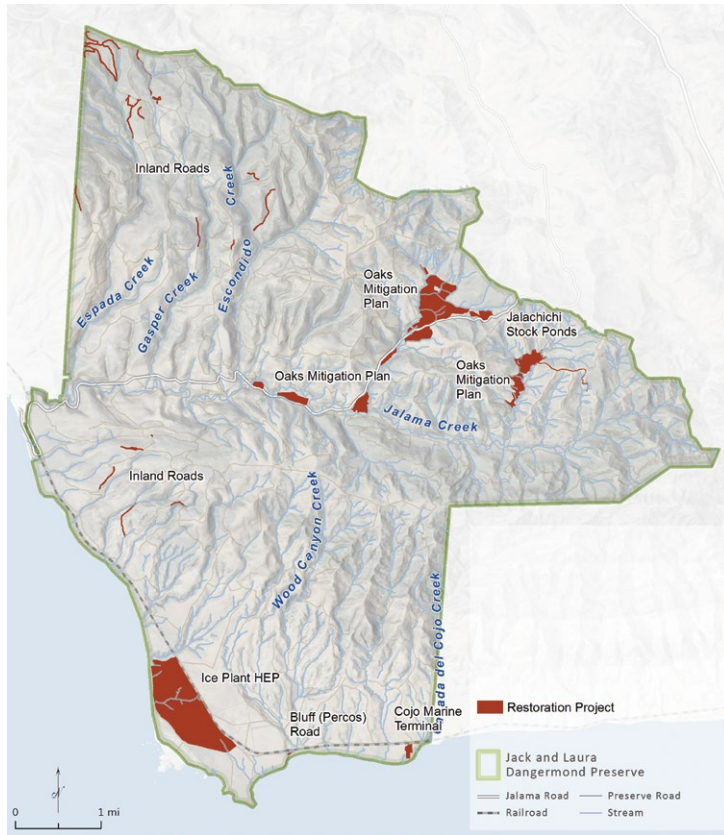 Inland Roads
Creek
Escondido
Espada Creek
Gasper Creek
Oaks
Mitigation
Plan
Jalachichi
Stock Ponds
Oaks Mitigation Plan
Oaks
Mitigation
Plan
Jalama Creek
Inland Roads
Wood Canyon Creek
Cañada del Cojo Creek
Ice Plant HEP
Bluff (Percos)
Road
Cojo Marine
Terminal
Restoration Project
Jack and Laura
Dangermond Preserve
Jalama Road
Preserve Road
Railroad
Stream
N
0
1 mi